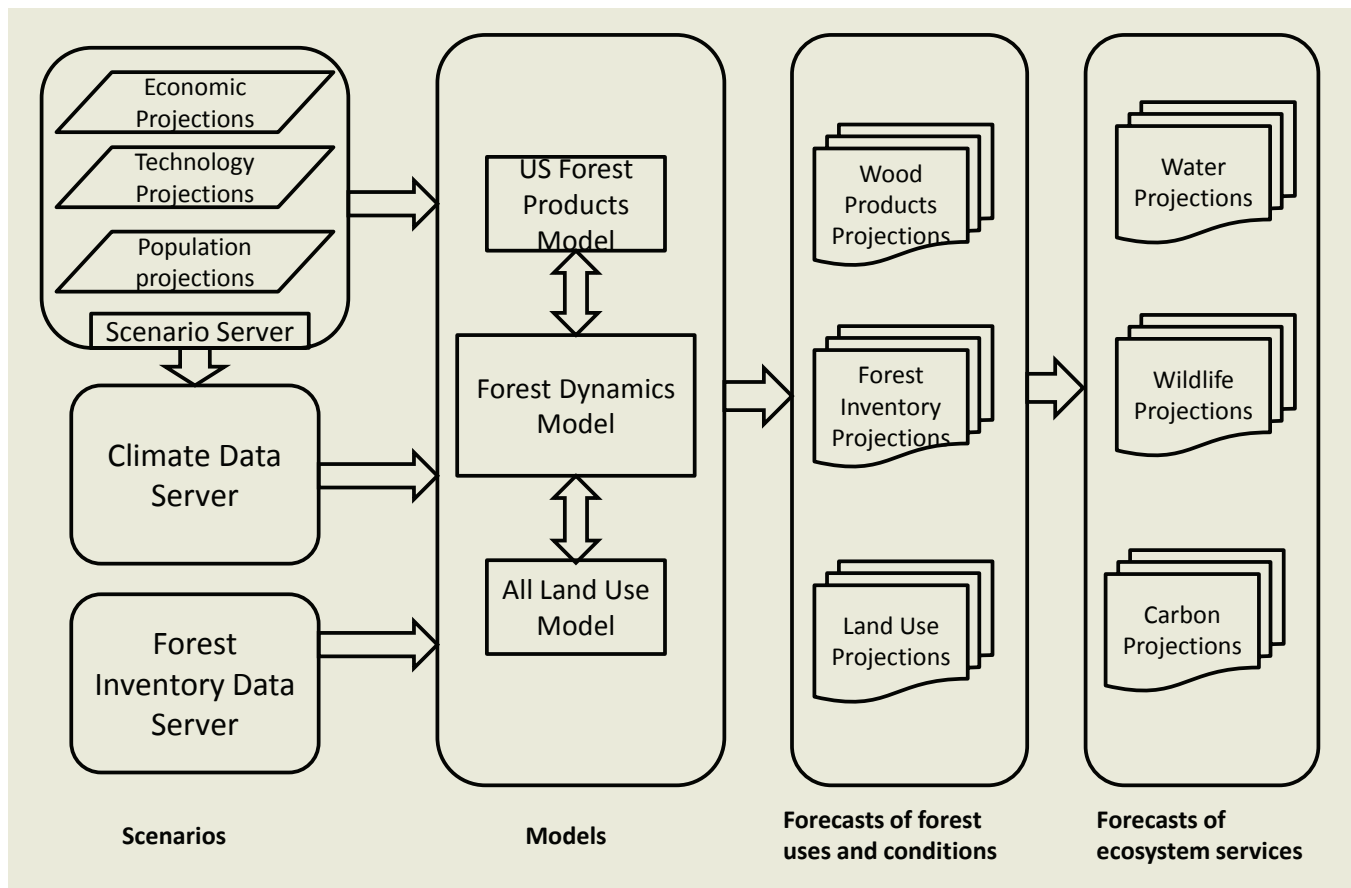 Economic
Projections
Technology
Projections
Population
projections
Scenario Server
Climate Data
Server
Forest
Inventory Data
Server
Scenarios
US Forest
Products
Model
Forest Dynamics
Model
All Land Use
Model
Models
Wood
Products
Projections
Forest
Inventory
Projections
Land Use
Projections
Forecasts of forest
uses and conditions
Water
Projections
Wildlife
Projections
Carbon
Projections
Forecasts of
ecosystem services